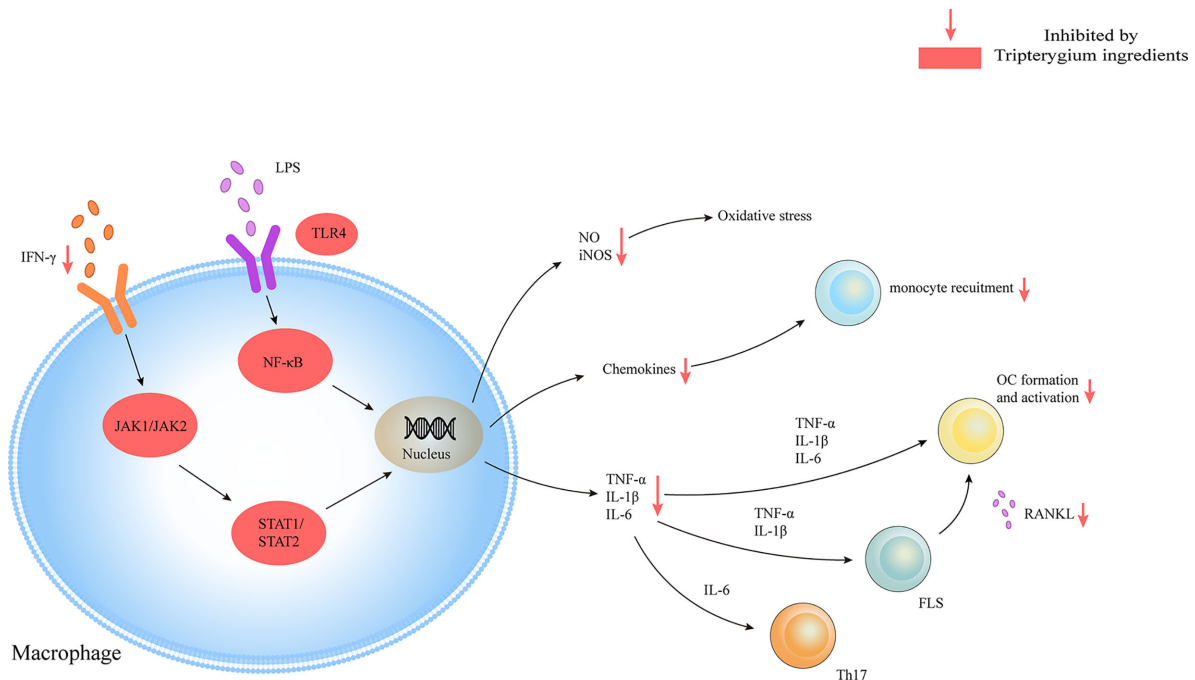 Inhibited by
Tripterygium ingredients
LPS
TLR4
IFN-γ
NF-κB
JAK1/JAK2
STAT1/
STAT2
Nucleus
Macrophage
NO
iNOS
Oxidative stress
Chemokines
monocyte recuitment
TNF-α
IL-1β
IL-6
TNF-α
IL-1β
IL-6
OC formation
and activation
TNF-α
IL-1β
RANKL
FLS
IL-6
Th17